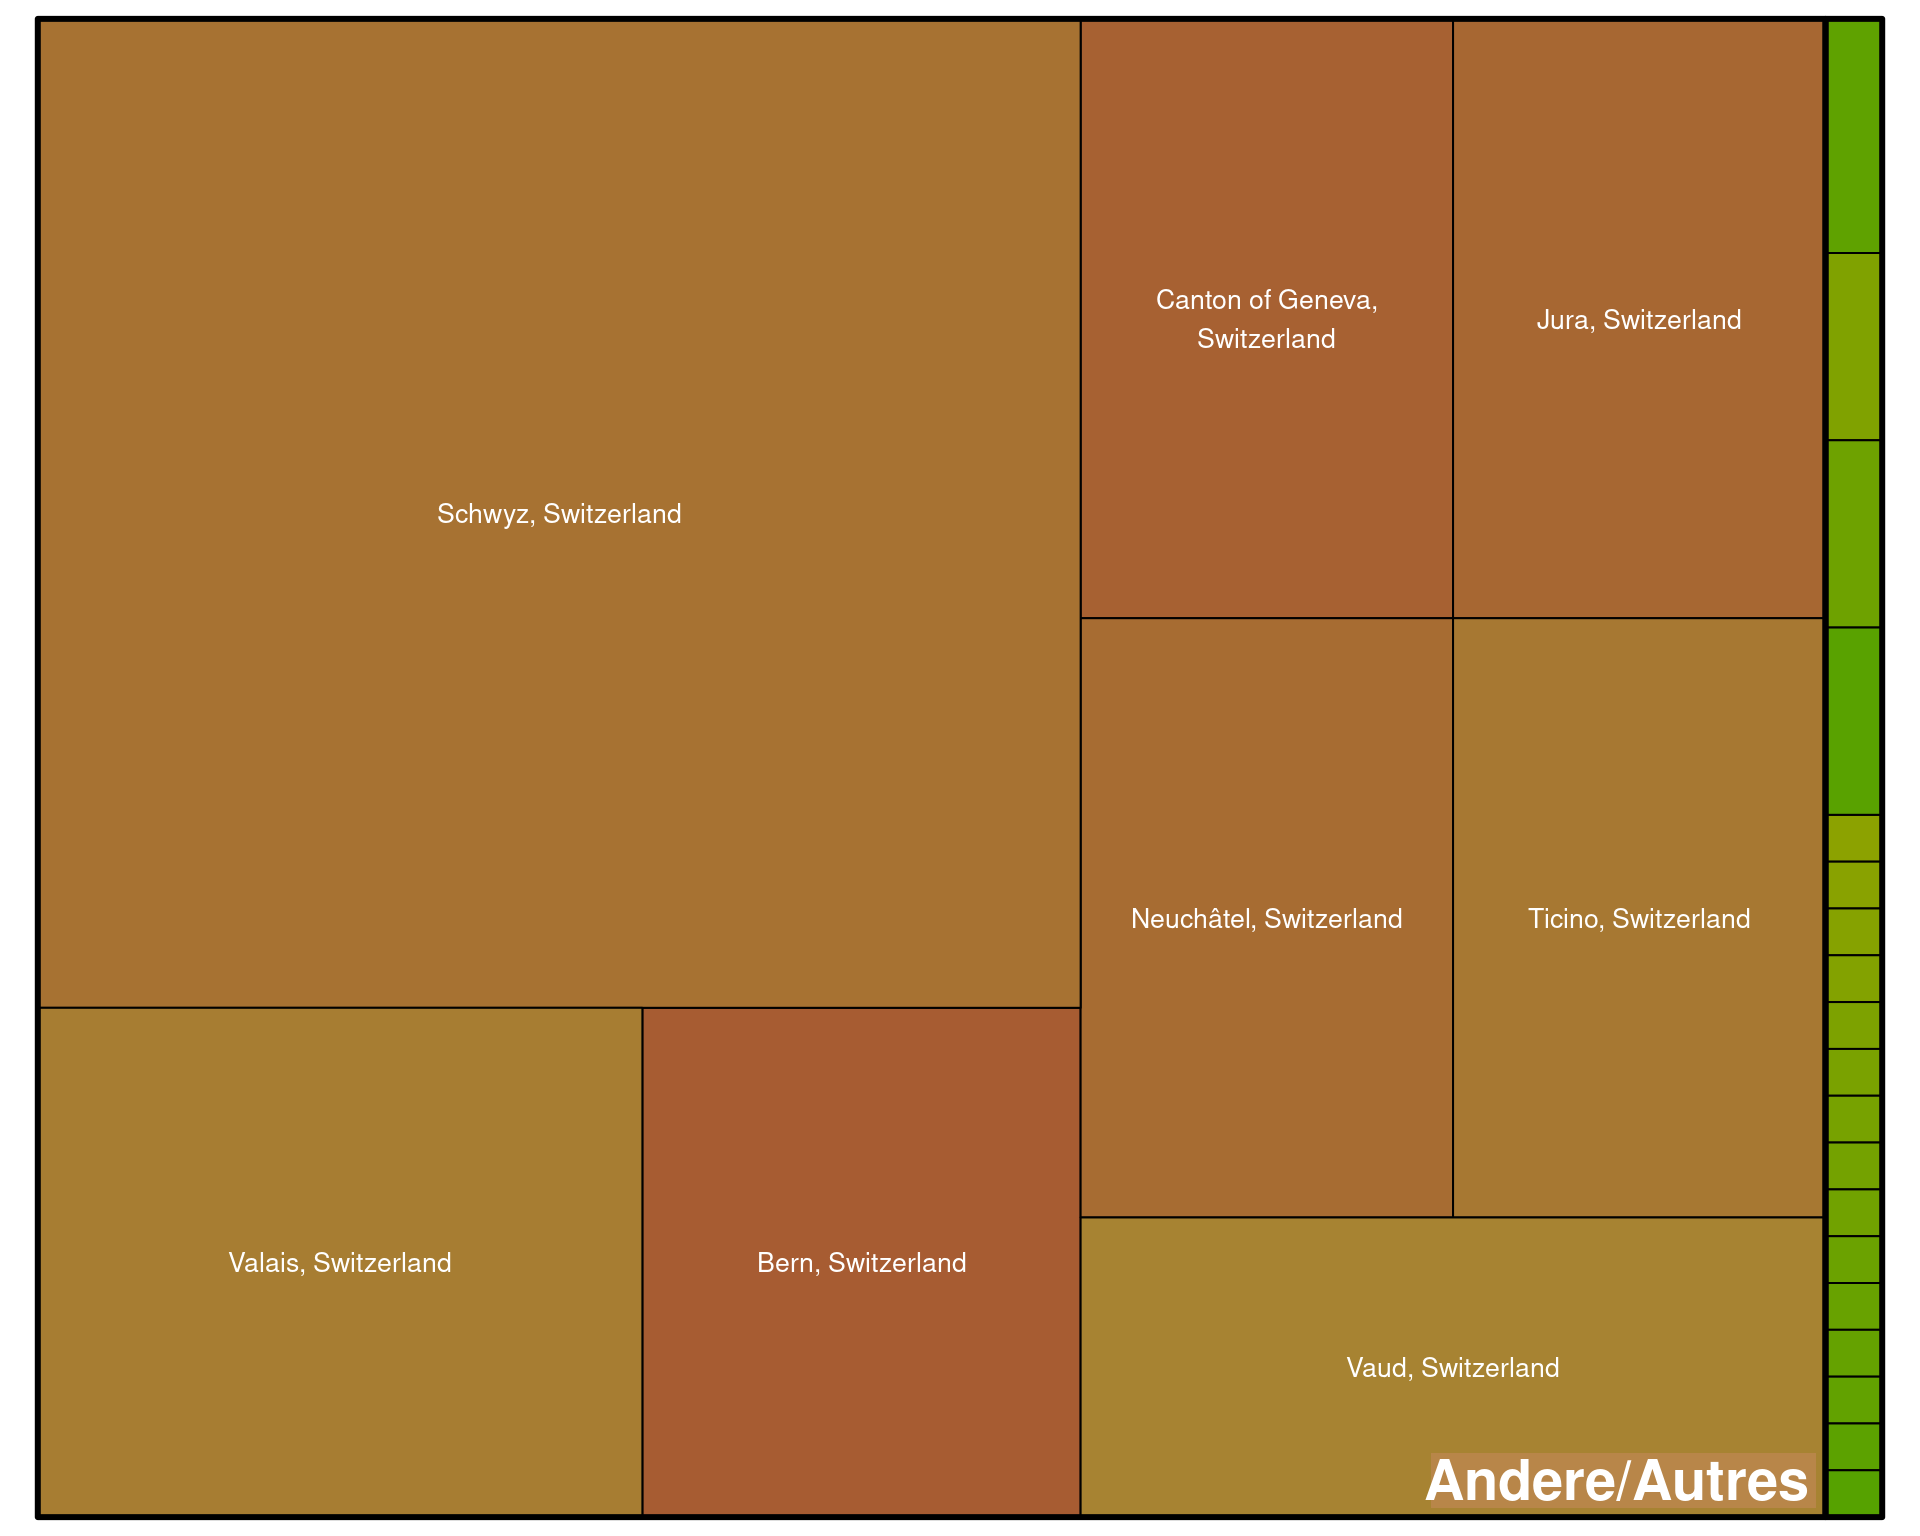 Schwyz, Switzerland
Canton of Geneva,
Switzerland
Jura, Switzerland
Neuchâtel, Switzerland
Ticino, Switzerland
Valais, Switzerland
Bern, Switzerland
Vaud, Switzerland
Andere/Autres